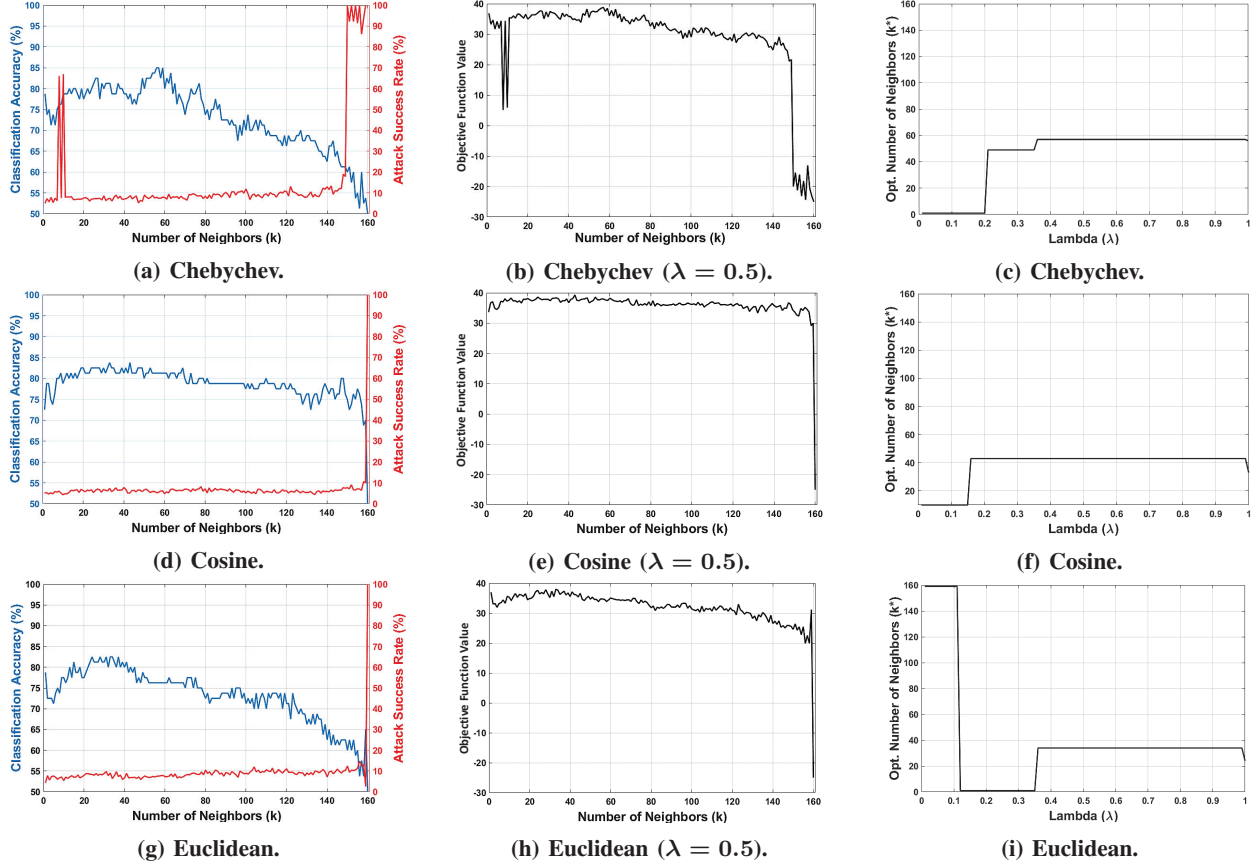 Classification Accuracy (%)
100
95
90
85
80
75
70
65
60
55
50
0 20 40 60 80 100 120 140 160
Number of Neighbors (k)
100
90
80
70
60
50
40
30
20
10
0
Attack Success Rate (%)
(a) Chebychev.
Objective Function Value
40
30
20
10
0
-10
-20
-30
0 20 40 60 80 100 120 140 160
Number of Neighbors (k)
(b) Chebychev (λ = 0.5).
Opt. Number of Neighbors (k*)
160
140
120
100
80
60
40
20
0
0 0.1 0.2 0.3 0.4 0.5 0.6 0.7 0.8 0.9 1
Lambda (λ)
(c) Chebychev.
Classification Accuracy (%)
100
95
90
85
80
75
70
65
60
55
50
0 20 40 60 80 100 120 140 160
Number of Neighbors (k)
100
90
80
70
60
50
40
30
20
10
0
Attack Success Rate (%)
(d) Cosine.
Objective Function Value
40
30
20
10
0
-10
-20
-30
0 20 40 60 80 100 120 140 160
Number of Neighbors (k)
(e) Cosine (λ = 0.5).
Opt. Number of Neighbors (k*)
160
140
120
100
80
60
40
20
0 0.1 0.2 0.3 0.4 0.5 0.6 0.7 0.8 0.9 1
Lambda (λ)
(f) Cosine.
Classification Accuracy (%)
100
95
90
85
80
75
70
65
60
55
50
0 20 40 60 80 100 120 140 160
Number of Neighbors (k)
100
90
80
70
60
50
40
30
20
10
0
Attack Success Rate (%)
(g) Euclidean.
Objective Function Value
40
30
20
10
0
-10
-20
-30
0 20 40 60 80 100 120 140 160
Number of Neighbors (k)
(h) Euclidean (λ = 0.5).
Opt. Number of Neighbors (k*)
160
140
120
100
80
60
40
20
0
0 0.1 0.2 0.3 0.4 0.5 0.6 0.7 0.8 0.9 1
Lambda (λ)
(i) Euclidean.